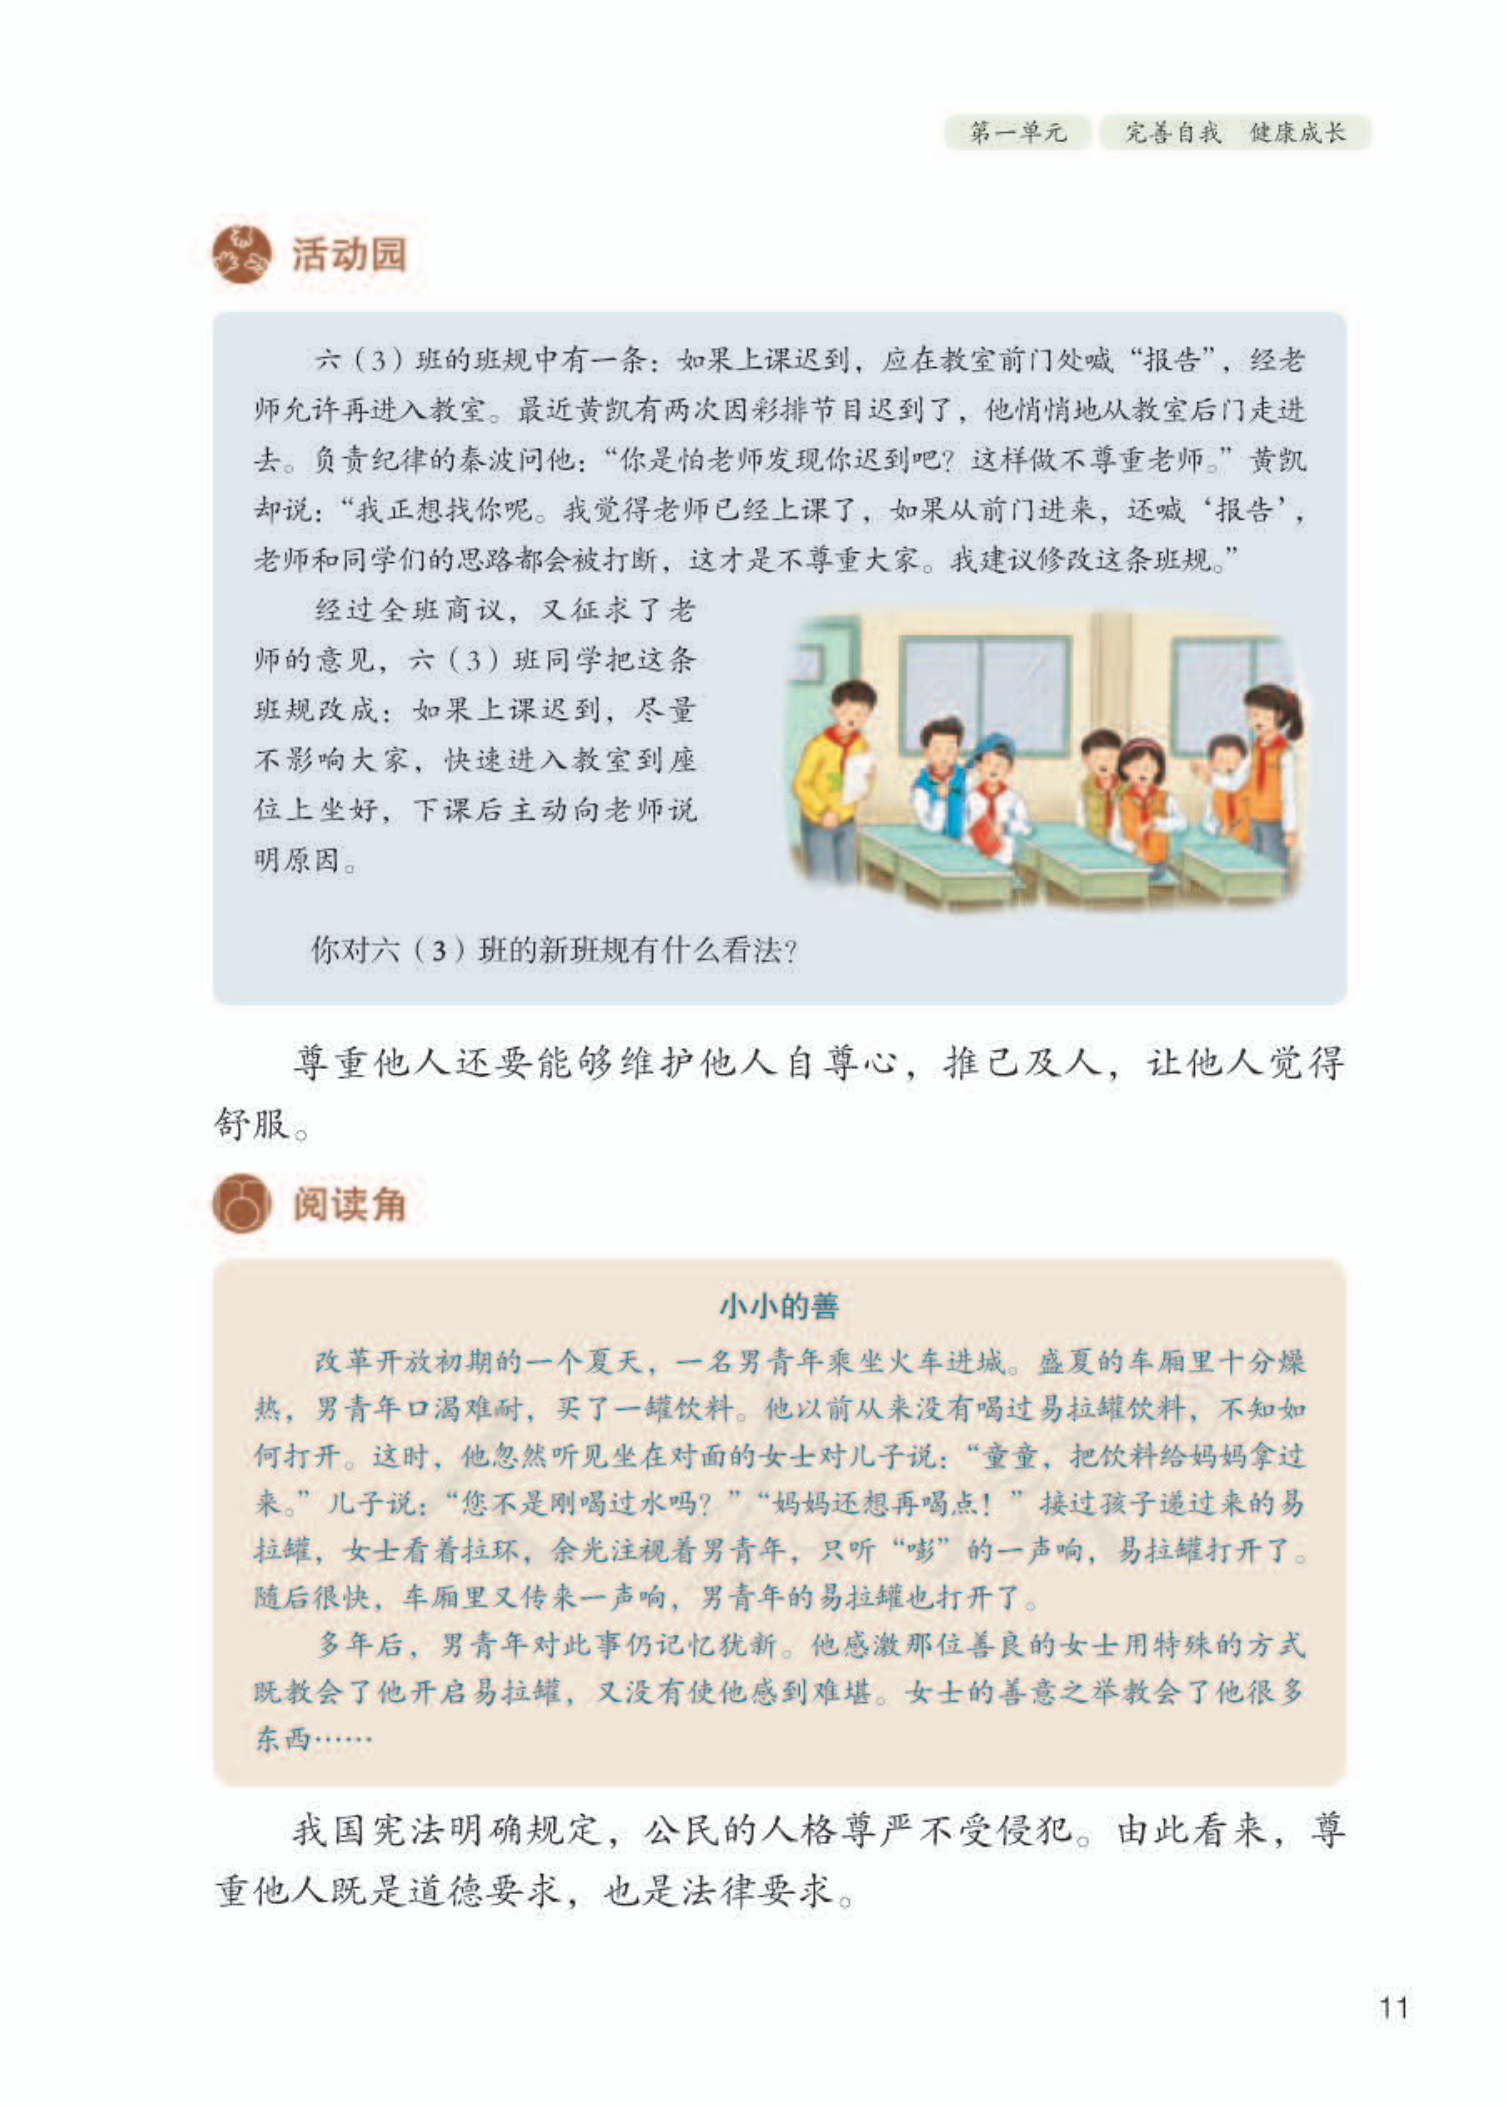 第一单元 完善自我 健康成长
活动园
六（3）班的班规中有一条：如果上课迟到，应在教室前门处喊“报告”，经老
师允许再进入教室。最近黄凯有两次因彩排节目迟到了，他悄悄地从教室后门走进
去。负责纪律的秦波问他：“你是怕老师发现你迟到吧？这样做不尊重老师。”黄凯
却说：“我正想找你呢。我觉得老师已经上课了，如果从前门进来，还喊‘报告’，
老师和同学们的思路都会被打断，这才是不尊重大家。我建议修改这条班规。”
经过全班商议，又征求了老
师的意见，六（3）班同学把这条
班规改成：如果上课迟到，尽量
不影响大家，快速进入教室到座
位上坐好，下课后主动向老师说
明原因。
你对六（3）班的新班规有什么看法？
尊重他人还要能够维护他人自尊心，推己及人，让他人觉得
舒服。
阅读角
小小的善
改革开放初期的一个夏天，一名男青年乘坐火车进城。盛夏的车厢里十分燥
热，男青年口渴难耐，买了一罐饮料。他以前从来没有喝过易拉罐饮料，不知如
何打开。这时，他忽然听见坐在对面的女士对儿子说：“童童，把饮料给妈妈拿过
来。”儿子说：“您不是刚喝过水吗？”“妈妈还想再喝点！”接过孩子递过来的易
拉罐，女士看着拉环，余光注视着男青年，只听“嘭”的一声响，易拉罐打开了。
随后很快，车厢里又传来一声响，男青年的易拉罐也打开了。
多年后，男青年对此事仍记忆犹新。他感激那位善良的女士用特殊的方式
既教会了他开启易拉罐，又没有使他感到难堪。女士的善意之举教会了他很多
东西……
我国宪法明确规定，公民的人格尊严不受侵犯。由此看来，尊
重他人既是道德要求，也是法律要求。
11